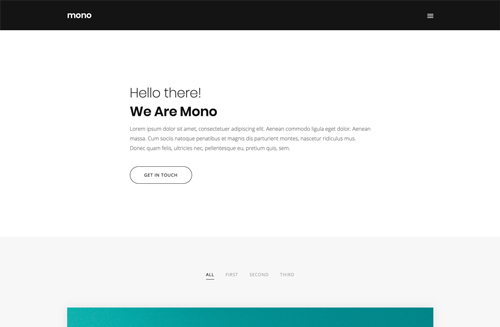 mono
Hello there!
We Are Mono
Lorem ipsum dolor sit amet, consectetuer adipiscing elit. Aenean commodo ligula eget dolor. Aenean
massa. Cum sociis natoque penatibus et magnis dis parturient montes, nascetur ridiculus mus.
Donec quam felis, ultricies nec, pellentesque eu, pretium quis, sem.
GET IN TOUCH
ALL FIRST SECOND THIRD